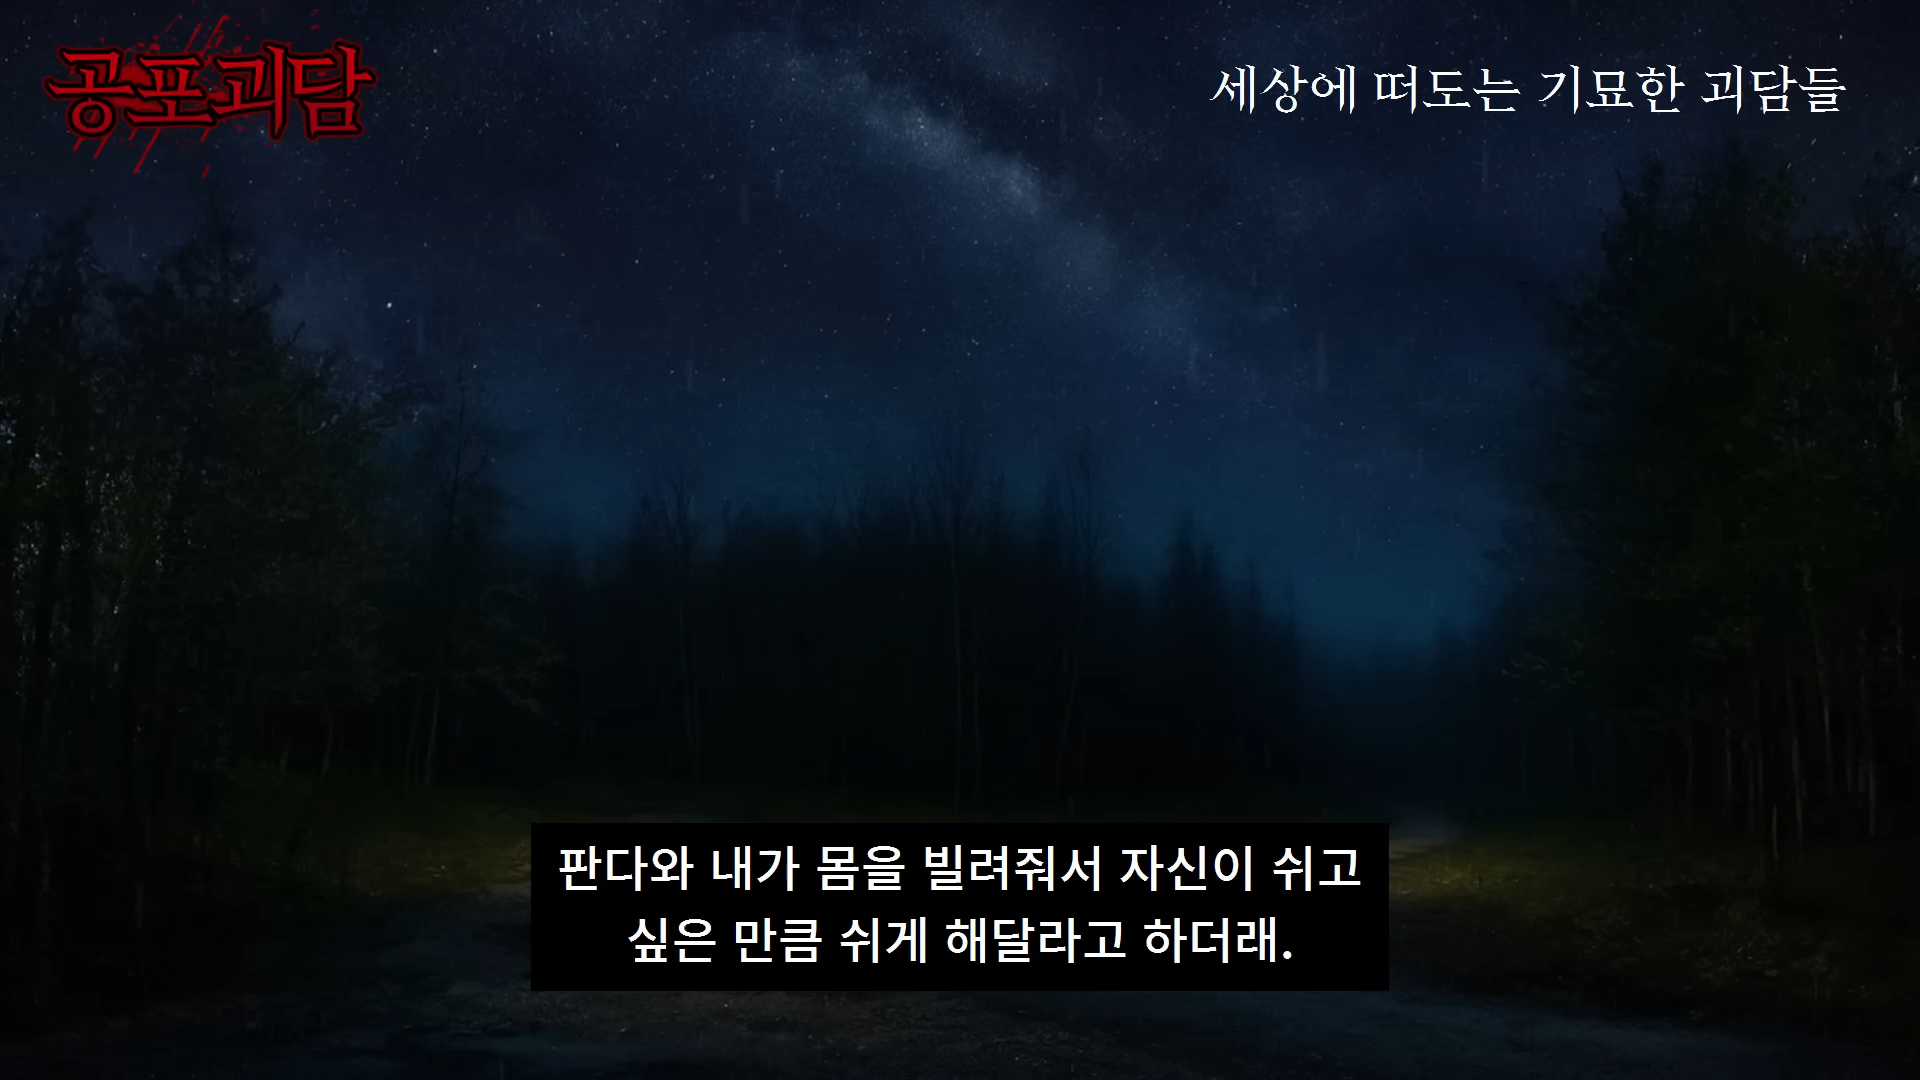 공포괴담
세상에 떠도는 기묘한 괴담들
판다와 내가 몸을 빌려줘서 자신이 쉬고
싶은 만큼 쉬게 해달라고 하더래.